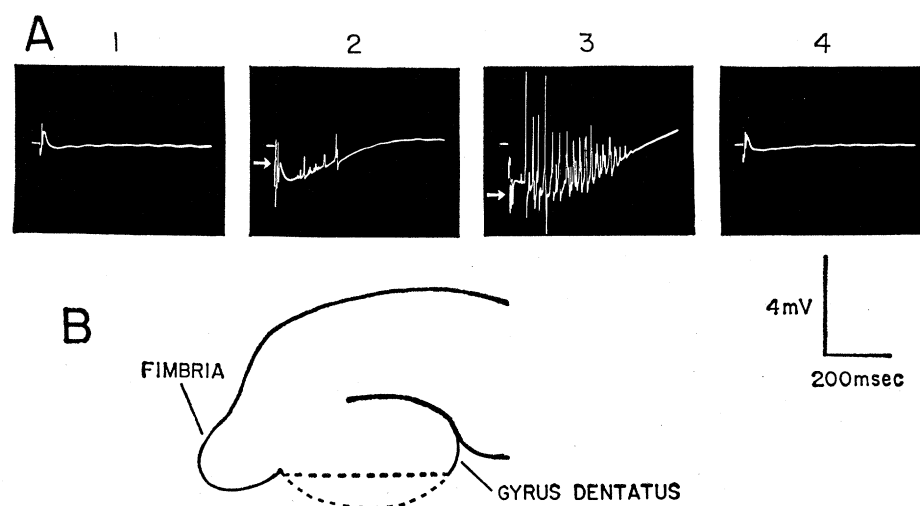 A
1 2 3 4
4mV
200msec
B
FIMBRIA
GYRUS DENTATUS